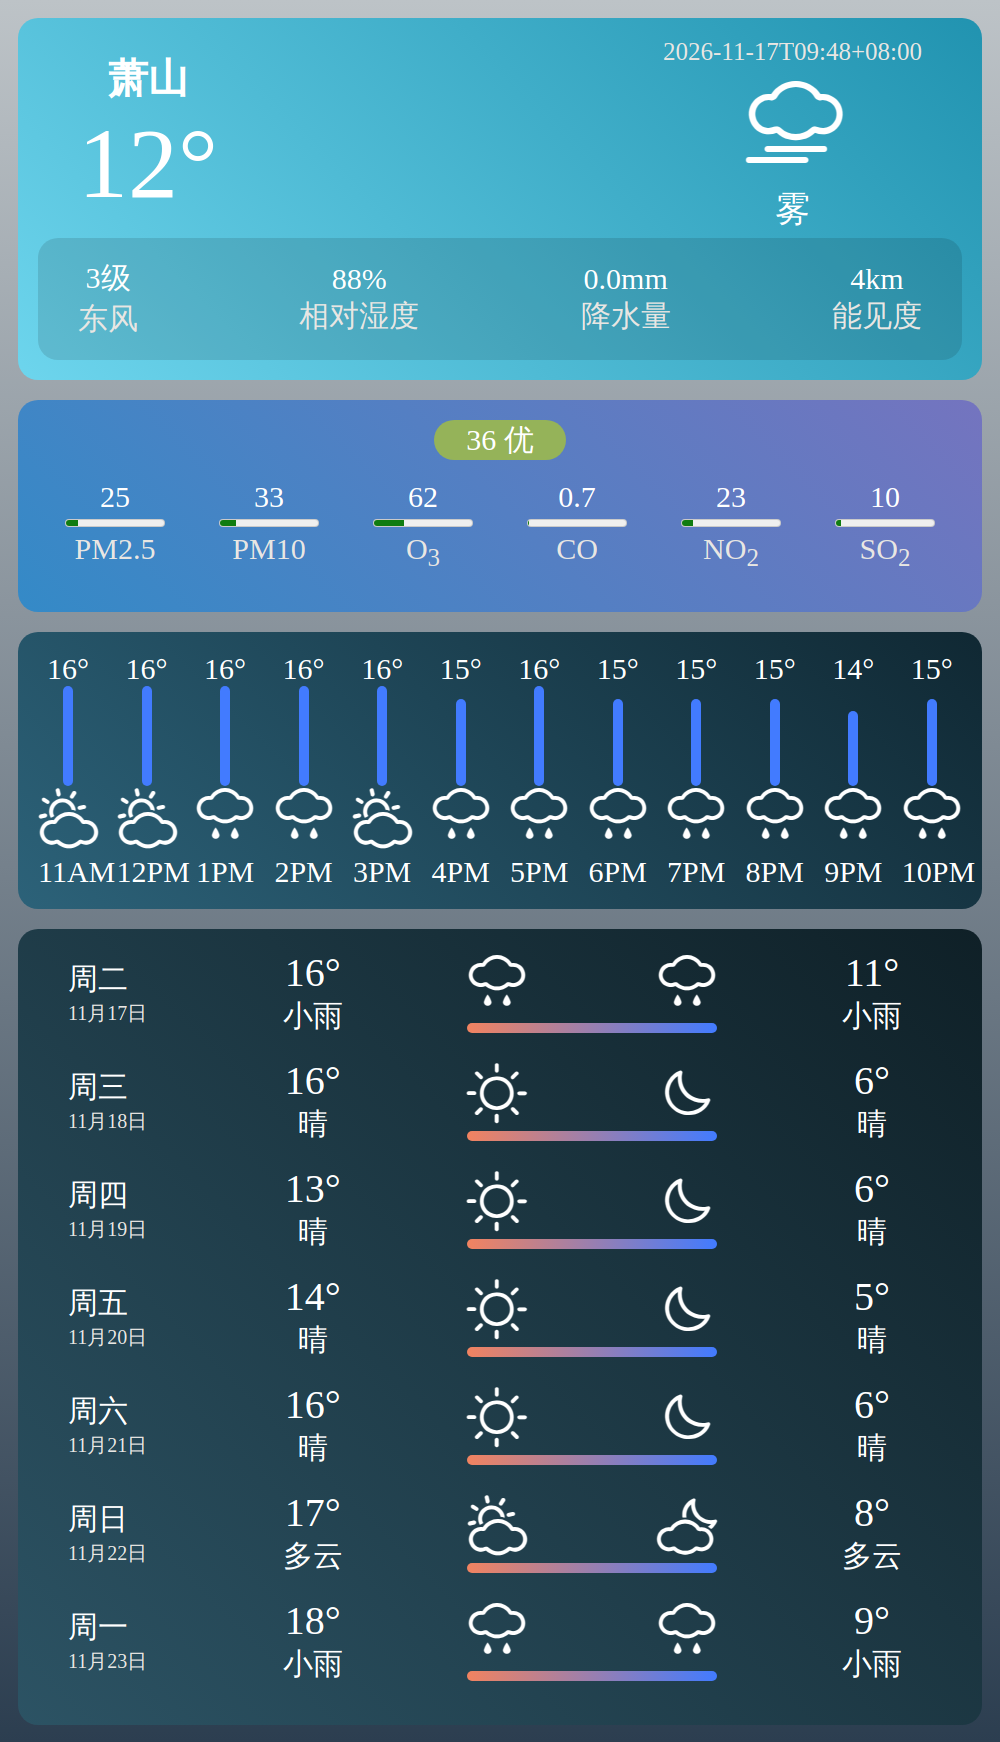 萧山
2026-11-17T09:48+08:00
12°
雾
3级 88% 0.0mm 4km
东风 相对湿度 降水量 能见度
36 优
25 33 62 0.7 23 10
PM2.5 PM10 O3 CO NO2 SO2
16° 16° 16° 16° 16° 15° 16° 15° 15° 15° 14° 15°
11AM 12PM 1PM 2PM 3PM 4PM 5PM 6PM 7PM 8PM 9PM 10PM
周二 16° 11°
11月17日 小雨 小雨
周三 16° 6°
11月18日 晴 晴
周四 13° 6°
11月19日 晴 晴
周五 14° 5°
11月20日 晴 晴
周六 16° 6°
11月21日 晴 晴
周日 17° 8°
11月22日 多云 多云
周一 18° 9°
11月23日 小雨 小雨